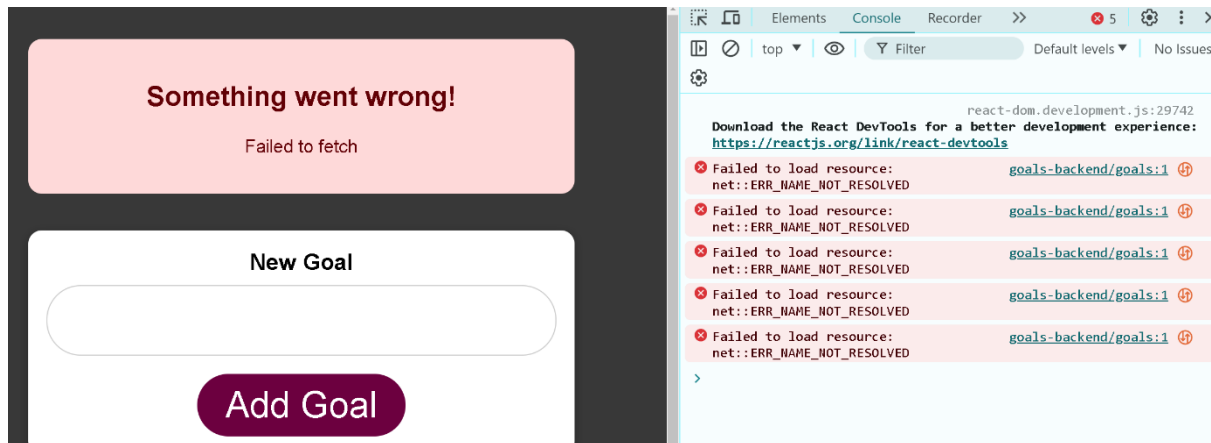 Something went wrong!
Failed to fetch
New Goal
Add Goal
Elements Console Recorder 5
top Filter Default levels No Issues
react-dom.development.js:29742
Download the React DevTools for a better development experience:
https://reactjs.org/link/react-devtools
Failed to load resource: goals-backend/goals:1
net::ERR_NAME_NOT_RESOLVED
Failed to load resource: goals-backend/goals:1
net::ERR_NAME_NOT_RESOLVED
Failed to load resource: goals-backend/goals:1
net::ERR_NAME_NOT_RESOLVED
Failed to load resource: goals-backend/goals:1
net::ERR_NAME_NOT_RESOLVED
Failed to load resource: goals-backend/goals:1
net::ERR_NAME_NOT_RESOLVED